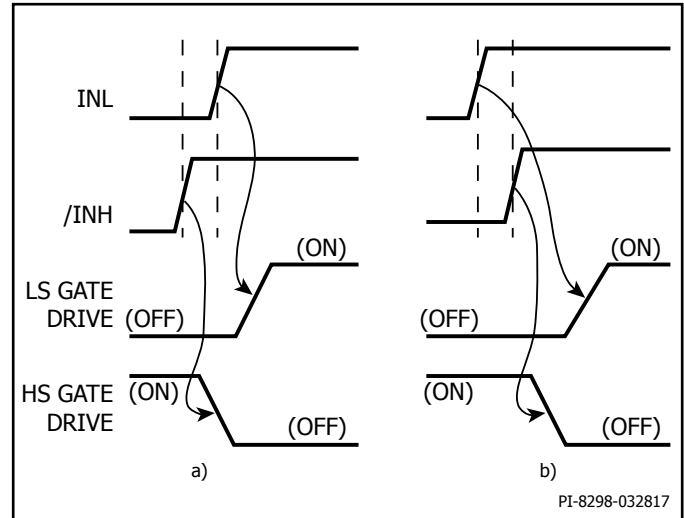 INL
/INH
LS GATE
DRIVE
(OFF)
(ON)
(OFF)
(ON)
HS GATE
DRIVE
(ON)
(OFF)
(ON)
(OFF)
a)
b)
PI-8298-032817